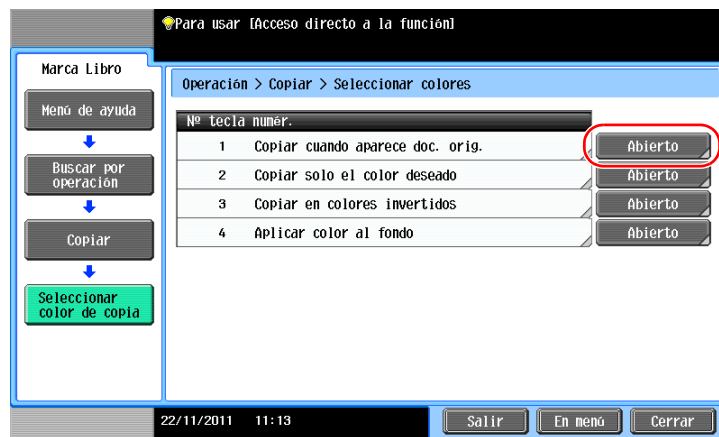 Para usar [Acceso directo a la función]
Marca Libro
Operación > Copiar > Seleccionar colores
Menú de ayuda
Nº tecla numér.
1 Copiar cuando aparece doc. orig. Abierto
2 Copiar solo el color deseado Abierto
3 Copiar en colores invertidos Abierto
4 Aplicar color al fondo Abierto
Buscar por
operación
Copiar
Seleccionar
color de copia
22/11/2011 11:13 Salir En menú Cerrar